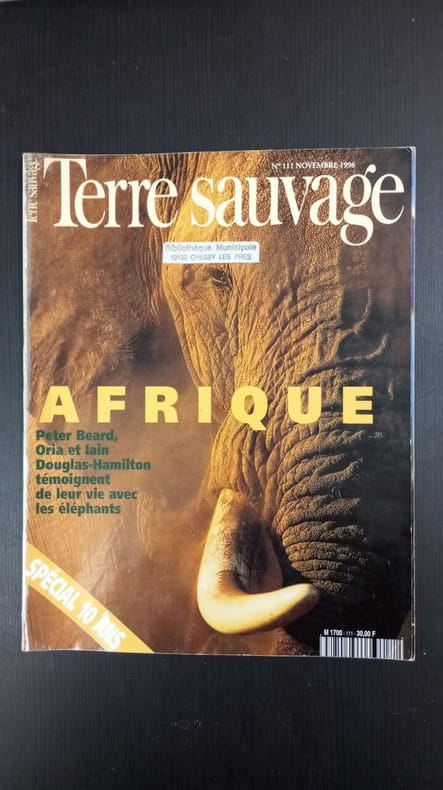 Terre sauvage
N° 111 NOVEMBRE 1996
Terre sauvage
Bibliothèque Municipale
10130 CHESSY LES PRES
AFRIQUE
Peter Beard,
Oria et Iain
Douglas-Hamilton
témoignent
de leur vie avec
les éléphants
SPÉCIAL 10 ANS
M 1700 - 111 - 30,00 F